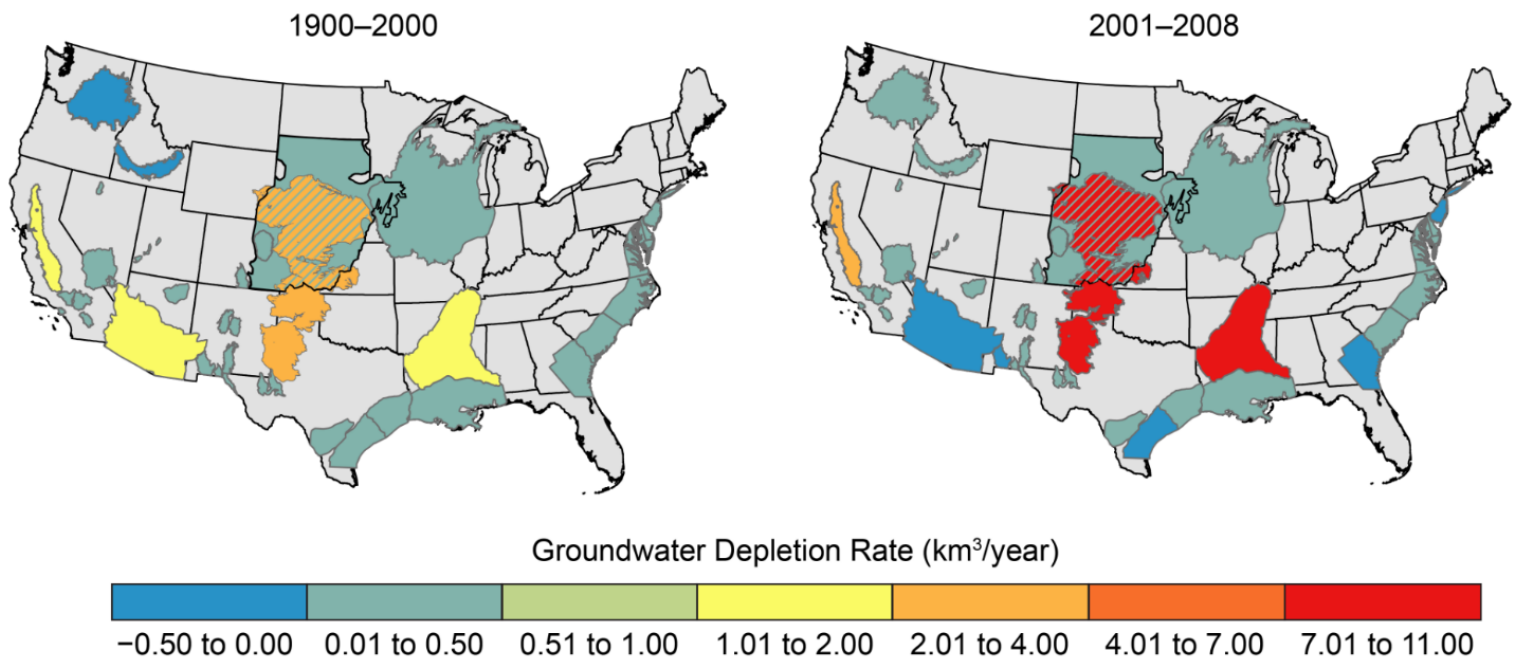 1900–2000
2001–2008
Groundwater Depletion Rate (km³/year)
−0.50 to 0.00
0.01 to 0.50
0.51 to 1.00
1.01 to 2.00
2.01 to 4.00
4.01 to 7.00
7.01 to 11.00